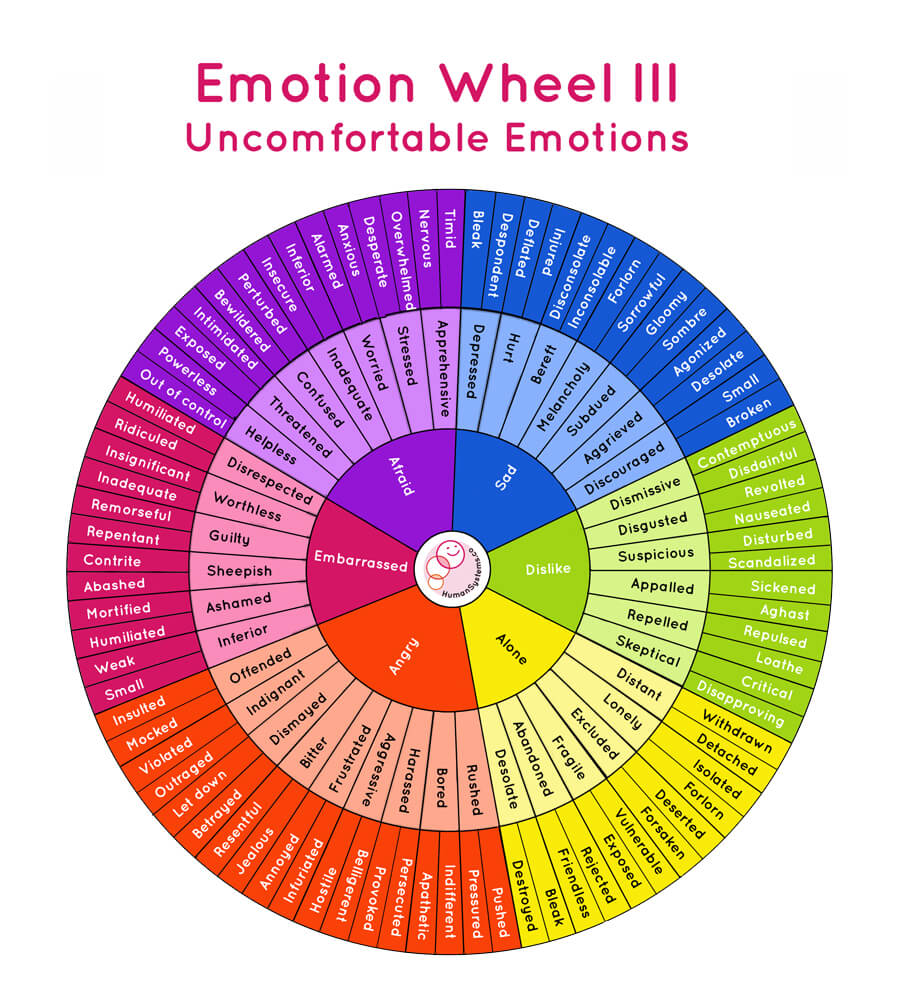 Emotion Wheel III
Uncomfortable Emotions
HumanSystems.co
Afraid
Sad
Dislike
Alone
Angry
Embarrassed
Helpless
Threatened
Confused
Inadequate
Worried
Stressed
Apprehensive
Depressed
Hurt
Bereft
Melancholy
Subdued
Aggrieved
Discouraged
Dismissive
Disgusted
Suspicious
Appalled
Repelled
Skeptical
Distant
Lonely
Excluded
Fragile
Abandoned
Desolate
Rushed
Bored
Harassed
Aggressive
Frustrated
Bitter
Dismayed
Indignant
Offended
Inferior
Ashamed
Sheepish
Guilty
Worthless
Disrespected
Out of control
Powerless
Exposed
Intimidated
Bewildered
Perturbed
Insecure
Inferior
Alarmed
Anxious
Desperate
Overwhelmed
Nervous
Timid
Bleak
Despondent
Deflated
Injured
Disconsolate
Inconsolable
Forlorn
Sorrowful
Gloomy
Sombre
Agonized
Desolate
Small
Broken
Contemptuous
Disdainful
Revolted
Nauseated
Disturbed
Scandalized
Sickened
Aghast
Repulsed
Loathe
Critical
Disapproving
Withdrawn
Detached
Isolated
Forlorn
Deserted
Forsaken
Vulnerable
Exposed
Rejected
Friendless
Bleak
Destroyed
Pushed
Pressured
Indifferent
Apathetic
Persecuted
Provoked
Belligerent
Hostile
Infuriated
Annoyed
Jealous
Resentful
Betrayed
Let down
Outraged
Violated
Mocked
Insulted
Small
Weak
Humiliated
Mortified
Abashed
Contrite
Repentant
Remorseful
Inadequate
Insignificant
Ridiculed
Humiliated